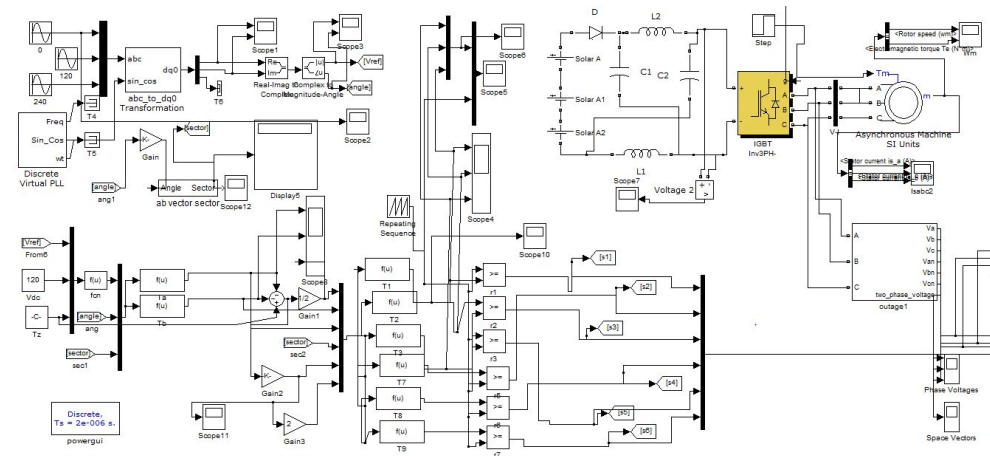 0
120
240
abc
sin_cos
dq0
abc_to_dq0
Transformation
T6
T4
T5
Freq
Sin_Cos
wt
Discrete
Virtual PLL
Scope1
Re
Im
Real-Imag to
Complex to
Magnitude-Angle
|u|
Scope3
[Vref]
[angle]
Scope2
[Sector]
-K-
Gain
[angle]
ang1
Angle
Sector
ab vector sector
Scope12
Display5
Scope6
Scope5
Scope4
Repeating
Sequence
Scope10
D
L2
Solar A
Solar A1
Solar A2
C1
C2
L1
Scope7
Voltage 2
+
-
v
Step
g
+
-
A
B
C
IGBT
Inv3PH-
<Rotor speed (wm)
Wm
Tm
A
B
C
m
Asynchronous Machine
SI Units
<Stator current is_a (A)>
Isabc2
A
B
C
Va
Vb
Vc
Van
Vbn
Von
two_phase_voltage
outage1
[Vref]
From6
120
Vdc
-C-
Tz
f(u)
fcn
[angle]
ang
[sector]
sec1
f(u)
Ta
f(u)
Tb
1/2
Gain1
[sector]
sec2
-K-
Gain2
2
Gain3
Scope11
f(u)
T1
f(u)
T2
f(u)
T3
f(u)
T7
f(u)
T8
f(u)
T9
>=
r1
>=
r2
>=
r3
>=
r5
>=
r6
>=
r7
[s1]
[s2]
[s3]
[s4]
[s5]
[s6]
Phase Voltages
Space Vectors
Discrete,
Ts = 2e-006 s.
powergui